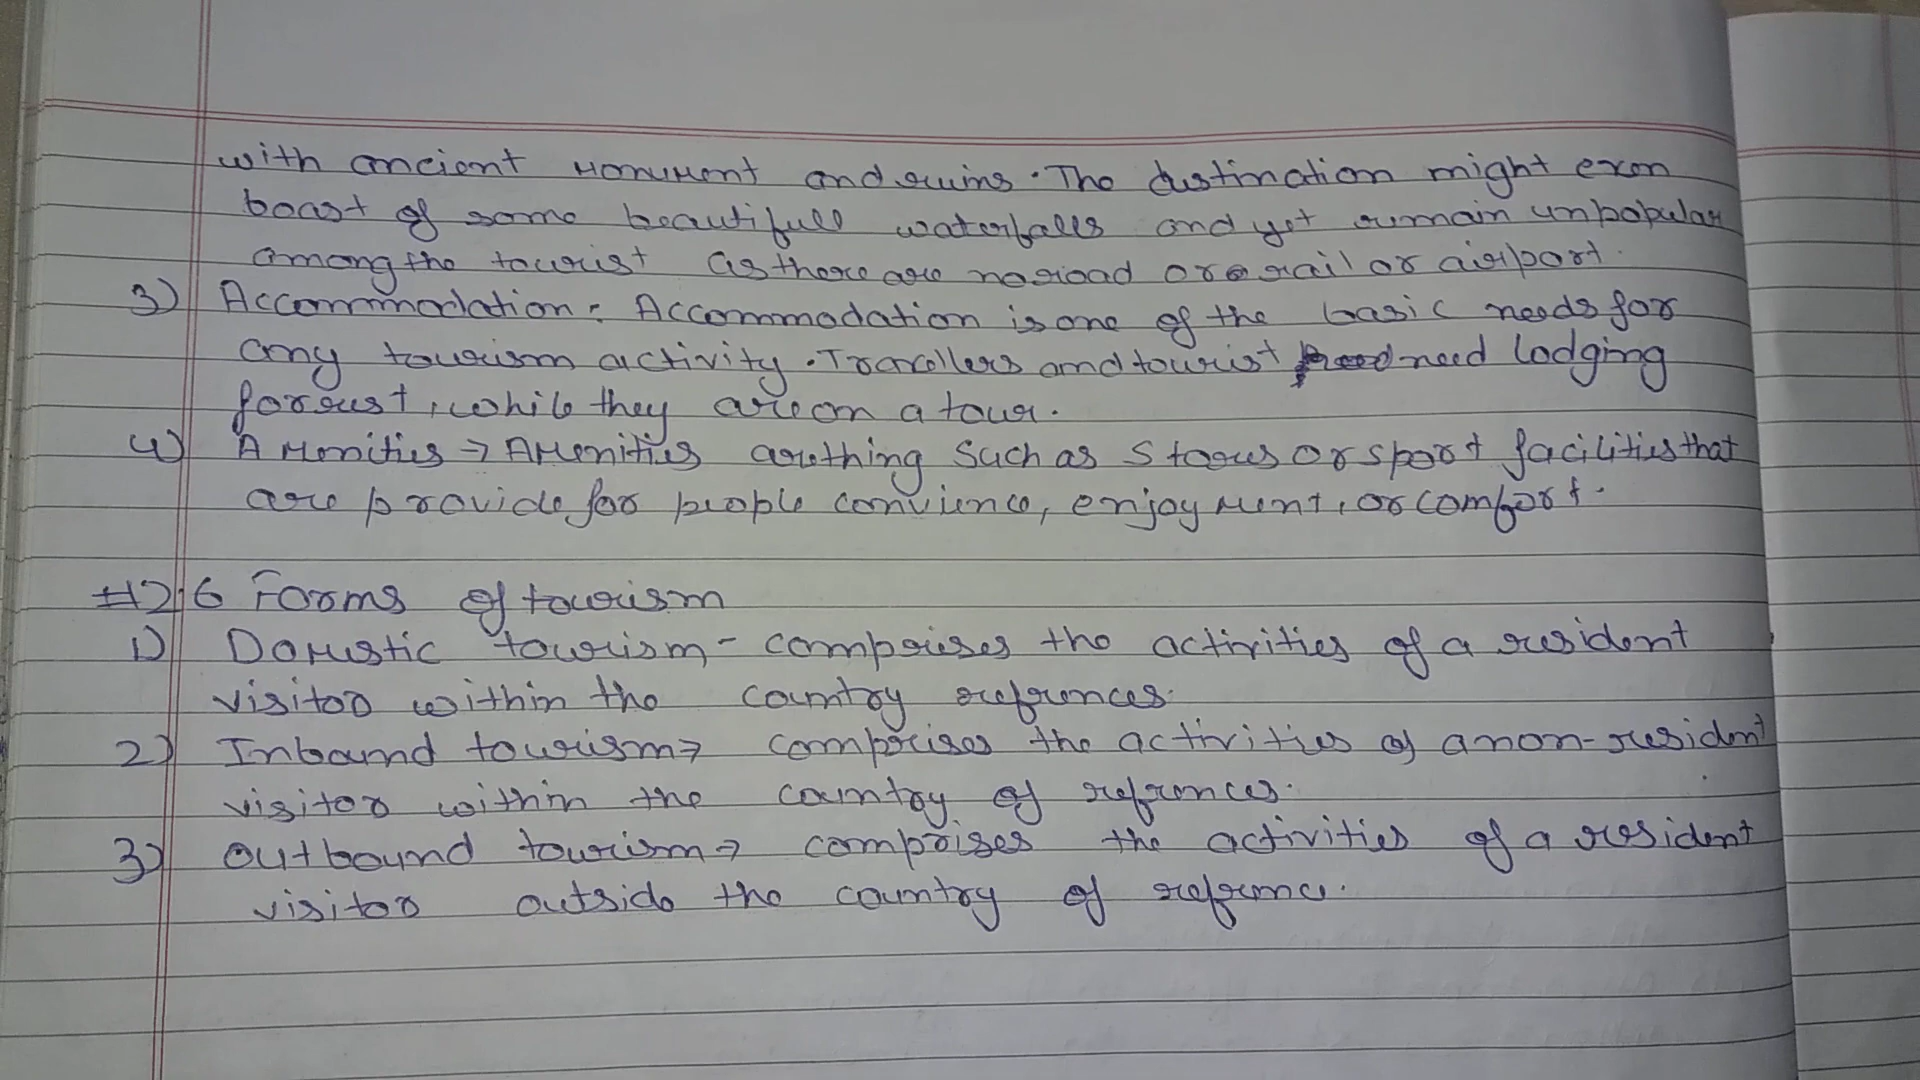 with ancient monument and ruins. The dustination might even
boast of some beautifull waterfalls and yet remain unpopular
among the tourist as there are no road or a rail or airport.
3) Accommodation: Accommodation is one of the basic needs for
any tourism activity. Travellers and tourist need lodging
for rest, while they are on a tour.
4) Amenities → Amenities are thing such as stores or sport facilities that
are provide for people convience, enjoyment, or comfort.
#2.6 Forms of tourism
1) Domestic tourism - comprises the activities of a resident
visitor within the country refrences.
2) Inbound tourism → comprises the activities of a non-resident
visitor within the country of refrences.
3) Outbound tourism → comprises the activities of a resident
visitor outside the country of refrence.